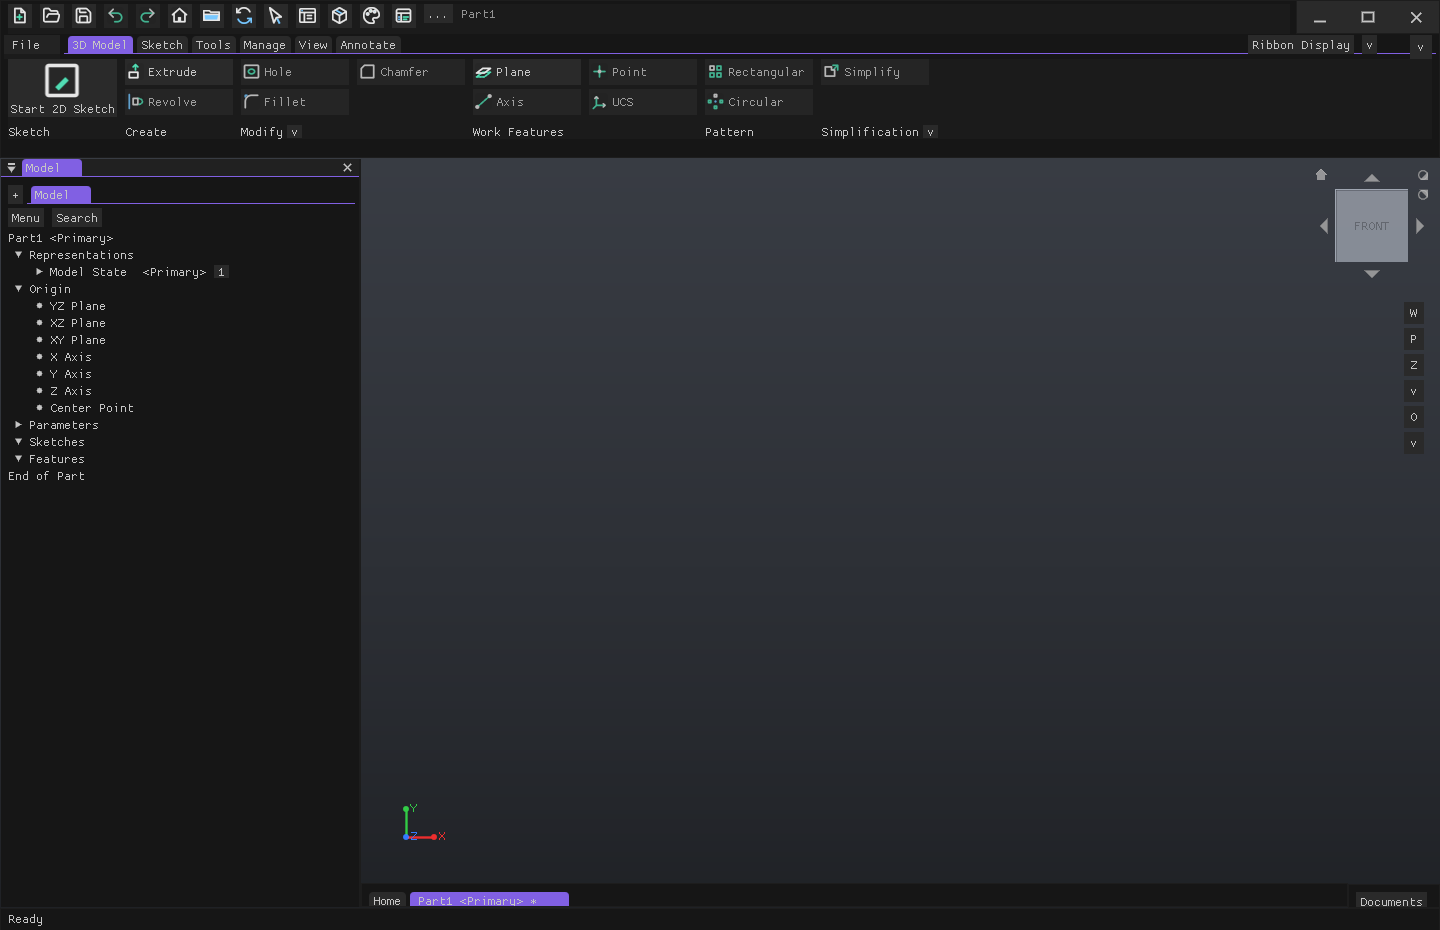 ... Part1
File 3D Model Sketch Tools Manage View Annotate Ribbon Display v v
Extrude Hole Chamfer Plane Point Rectangular Simplify
Start 2D Sketch Revolve Fillet Axis UCS Circular
Sketch Create Modify v Work Features Pattern Simplification v
Model
+ Model
Menu Search
Part1 <Primary>
Representations
Model State <Primary> 1
Origin
YZ Plane
XZ Plane
XY Plane
X Axis
Y Axis
Z Axis
Center Point
Parameters
Sketches
Features
End of Part
FRONT
W
P
Z
v
O
v
Y
Z X
Home Part1 <Primary> * Documents
Ready